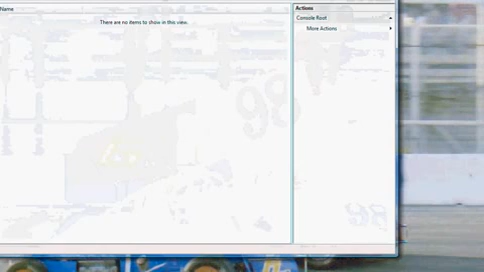 Name
Actions
There are no items to show in this view.
Console Root
More Actions
98
98